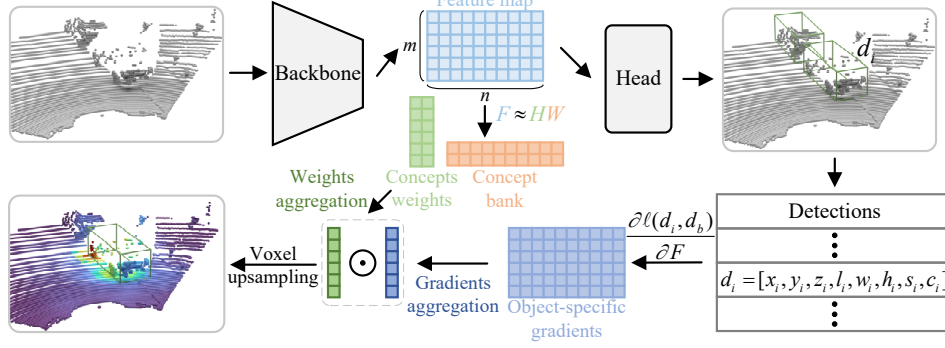 Feature map
m
Backbone
Head
d_i
n
F ≈ HW
Weights
aggregation
Concepts
weights
Concept
bank
Detections
d_i = [x_i, y_i, z_i, l_i, w_i, h_i, s_i, c_i]
∂ℓ(d_i, d_b)
∂F
Object-specific
gradients
Gradients
aggregation
Voxel
upsampling